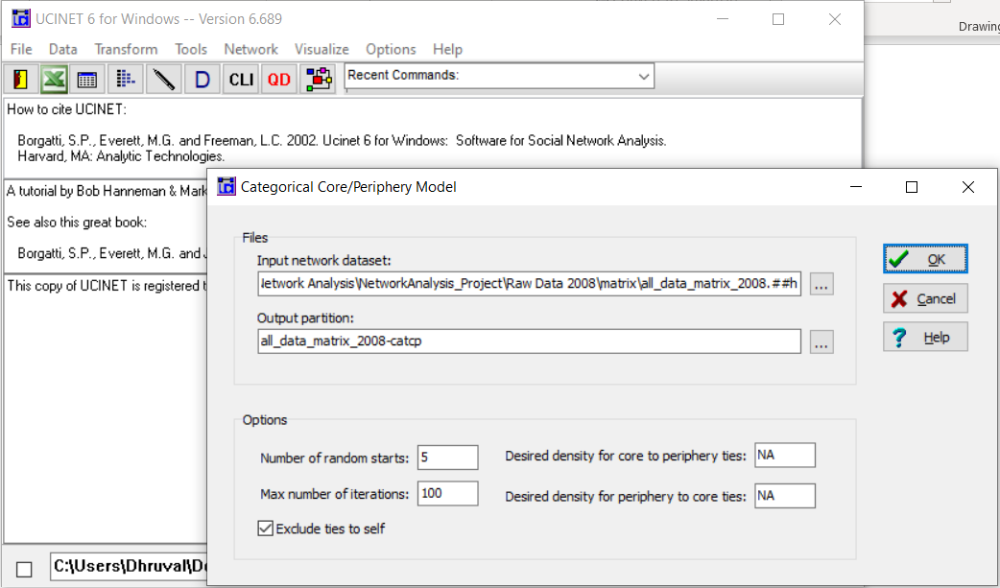 Drawing
UCINET 6 for Windows -- Version 6.689
File Data Transform Tools Network Visualize Options Help
D CLI QD Recent Commands:
How to cite UCINET:
Borgatti, S.P., Everett, M.G. and Freeman, L.C. 2002. Ucinet 6 for Windows: Software for Social Network Analysis.
Harvard, MA: Analytic Technologies.
A tutorial by Bob Hanneman & Mark
See also this great book:
Borgatti, S.P., Everett, M.G. and J
This copy of UCINET is registered t
C:\Users\Dhruval\Do
Categorical Core/Periphery Model
Files
Input network dataset:
letwork Analysis\NetworkAnalysis_Project\Raw Data 2008\matrix\all_data_matrix_2008.##h
...
Output partition:
all_data_matrix_2008-catcp
...
OK
Cancel
? Help
Options
Number of random starts: 5
Desired density for core to periphery ties: NA
Max number of iterations: 100
Desired density for periphery to core ties: NA
Exclude ties to self